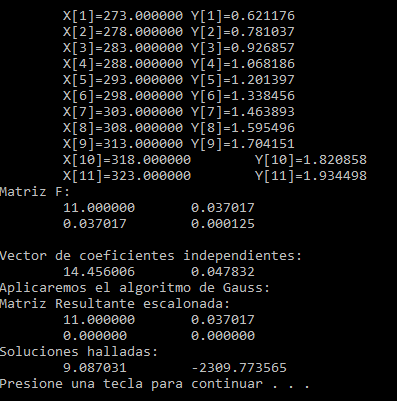 X[1]=273.000000 Y[1]=0.621176
X[2]=278.000000 Y[2]=0.781037
X[3]=283.000000 Y[3]=0.926857
X[4]=288.000000 Y[4]=1.068186
X[5]=293.000000 Y[5]=1.201397
X[6]=298.000000 Y[6]=1.338456
X[7]=303.000000 Y[7]=1.463893
X[8]=308.000000 Y[8]=1.595496
X[9]=313.000000 Y[9]=1.704151
X[10]=318.000000 Y[10]=1.820858
X[11]=323.000000 Y[11]=1.934498
Matriz F:
11.000000 0.037017
0.037017 0.000125
Vector de coeficientes independientes:
14.456006 0.047832
Aplicaremos el algoritmo de Gauss:
Matriz Resultante escalonada:
11.000000 0.037017
0.000000 0.000000
Soluciones halladas:
9.087031 -2309.773565
Presione una tecla para continuar . . .